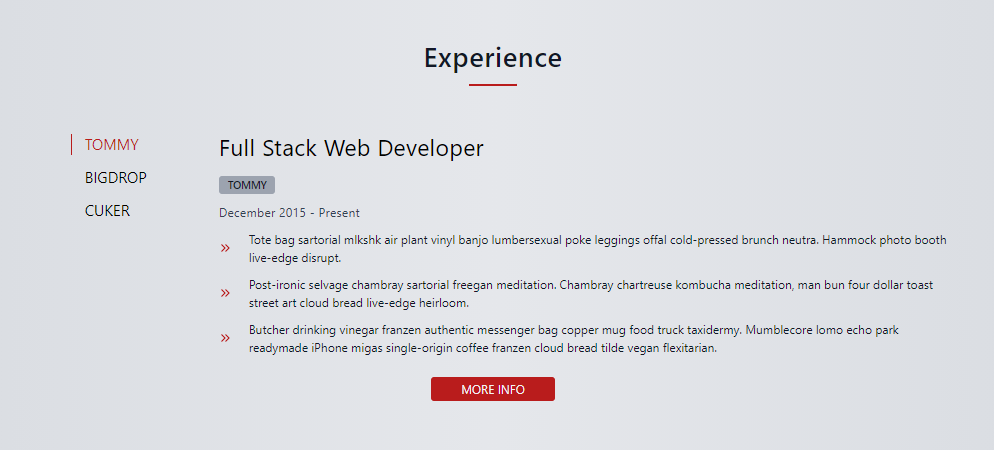 Experience
TOMMY
BIGDROP
CUKER
Full Stack Web Developer
TOMMY
December 2015 - Present
Tote bag sartorial mlkshk air plant vinyl banjo lumbersexual poke leggings offal cold-pressed brunch neutra. Hammock photo booth
live-edge disrupt.
Post-ironic selvage chambray sartorial freegan meditation. Chambray chartreuse kombucha meditation, man bun four dollar toast
street art cloud bread live-edge heirloom.
Butcher drinking vinegar franzen authentic messenger bag copper mug food truck taxidermy. Mumblecore lomo echo park
readymade iPhone migas single-origin coffee franzen cloud bread tilde vegan flexitarian.
MORE INFO